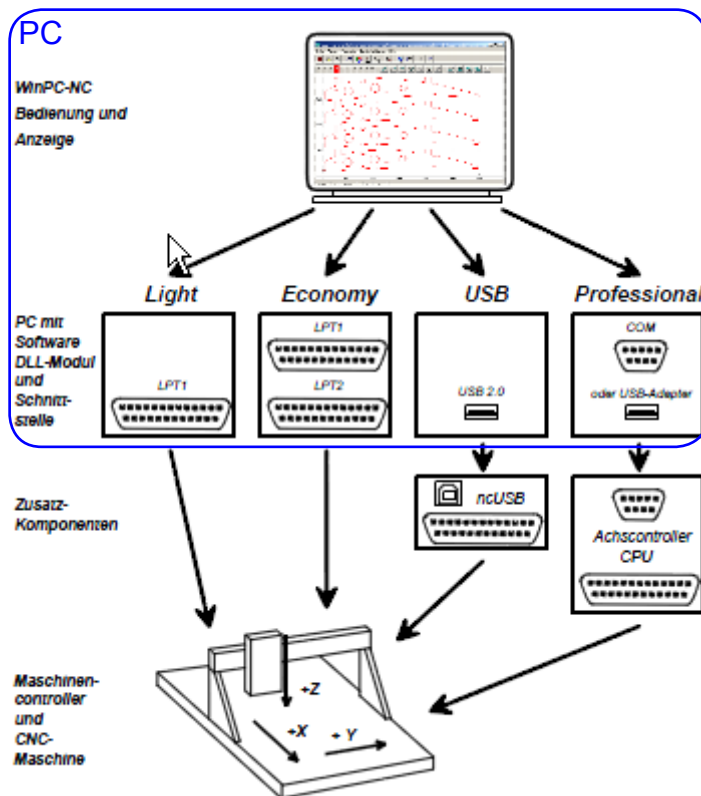 PC
WinPC-NC
Bedienung und
Anzeige
Light
Economy
USB
Professional
PC mit
Software
DLL-Modul
und
Schnitt-
stelle
LPT1
LPT1
LPT2
USB 2.0
COM
oder USB-Adapter
Zusatz-
Komponenten
ncUSB
Achscontroller
CPU
Maschinen-
controller
und
CNC-
Maschine
+Z
+X
+ Y